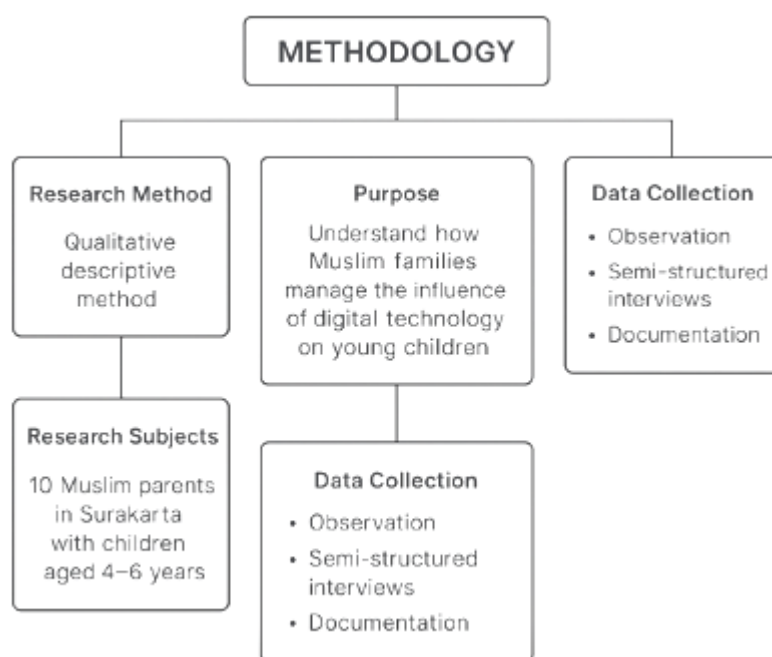 METHODOLOGY
Research Method
Qualitative
descriptive
method
Purpose
Understand how
Muslim families
manage the influence
of digital technology
on young children
Data Collection
• Observation
• Semi-structured
interviews
• Documentation
Research Subjects
10 Muslim parents
in Surakarta
with children
aged 4–6 years
Data Collection
• Observation
• Semi-structured
interviews
• Documentation